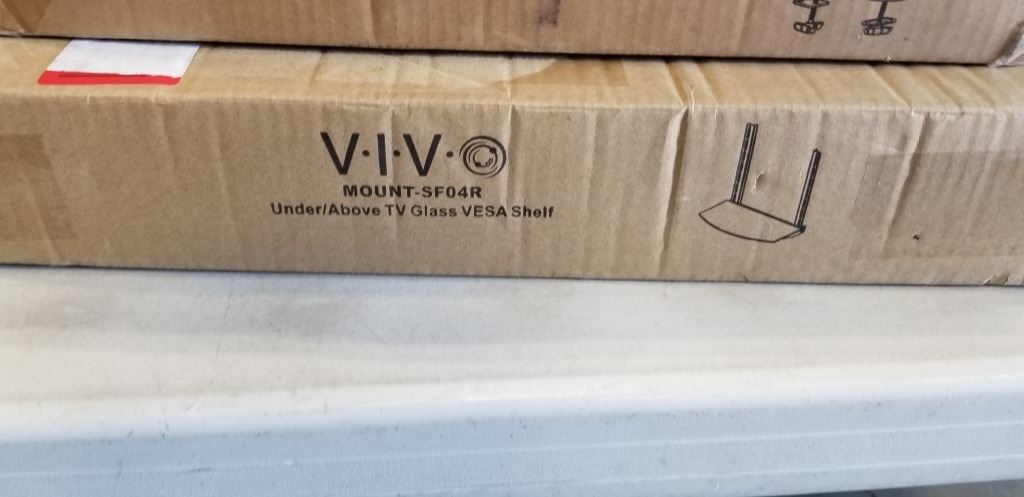 V·I·V·O
MOUNT-SF04R
Under/Above TV Glass VESA Shelf